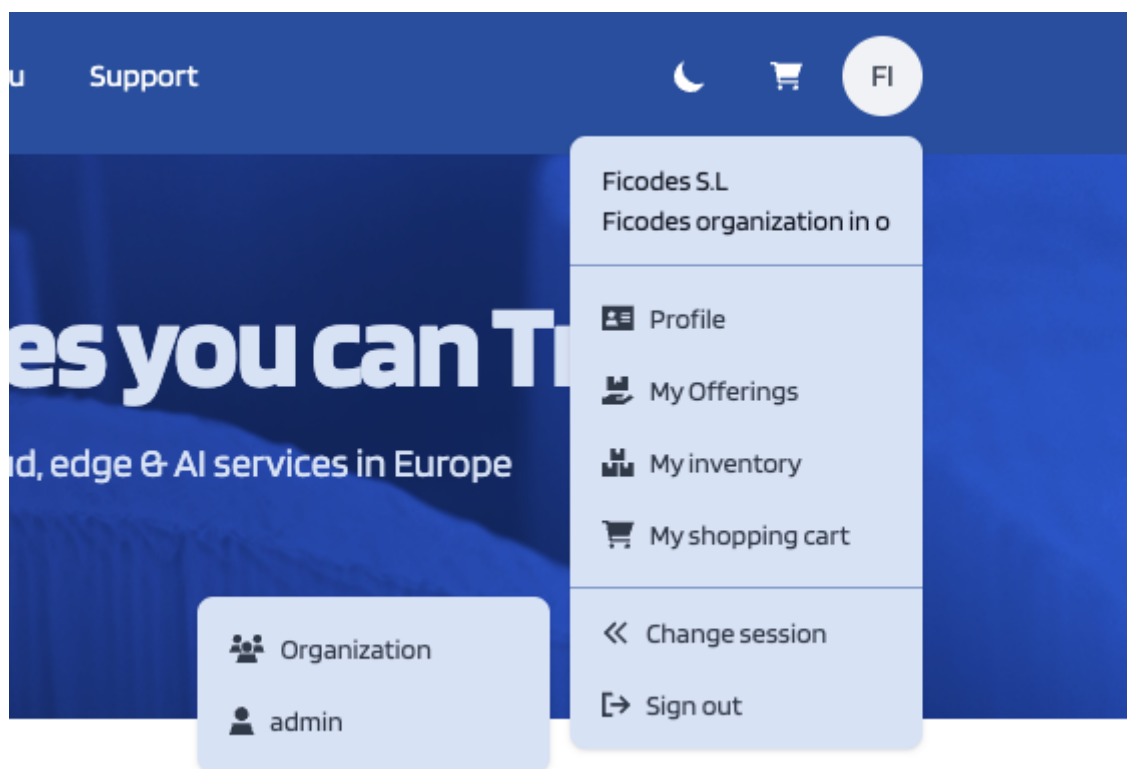 u Support
FI
Ficodes S.L
Ficodes organization in o
es you can T
Profile
My Offerings
d, edge & AI services in Europe
My inventory
My shopping cart
Organization
admin
Change session
Sign out